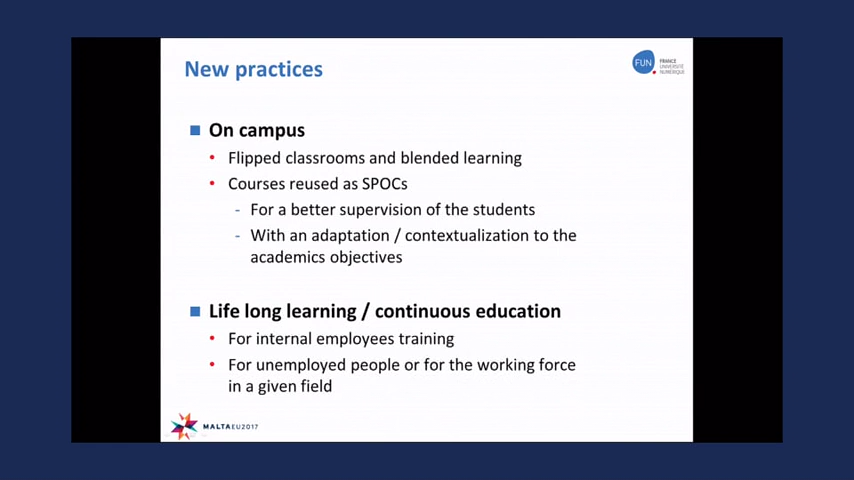 New practices
FUN
FRANCE
UNIVERSITÉ
NUMÉRIQUE
On campus
Flipped classrooms and blended learning
Courses reused as SPOCs
- For a better supervision of the students
- With an adaptation / contextualization to the
academics objectives
Life long learning / continuous education
For internal employees training
For unemployed people or for the working force
in a given field
MALTAEU2017